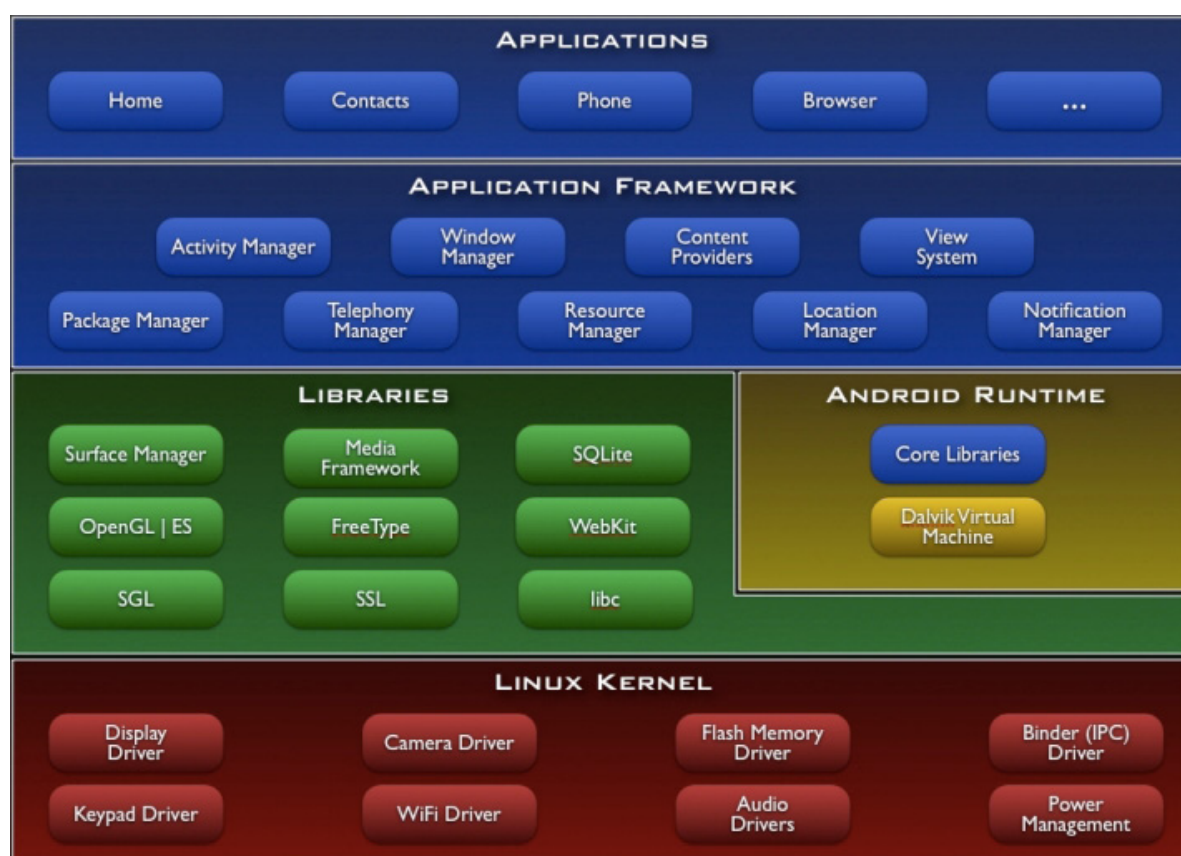 APPLICATIONS
Home
Contacts
Phone
Browser
...
APPLICATION FRAMEWORK
Activity Manager
Window
Manager
Content
Providers
View
System
Package Manager
Telephony
Manager
Resource
Manager
Location
Manager
Notification
Manager
LIBRARIES
Surface Manager
Media
Framework
SQLite
OpenGL | ES
FreeType
WebKit
SGL
SSL
libc
ANDROID RUNTIME
Core Libraries
Dalvik Virtual
Machine
LINUX KERNEL
Display
Driver
Camera Driver
Flash Memory
Driver
Binder (IPC)
Driver
Keypad Driver
WiFi Driver
Audio
Drivers
Power
Management